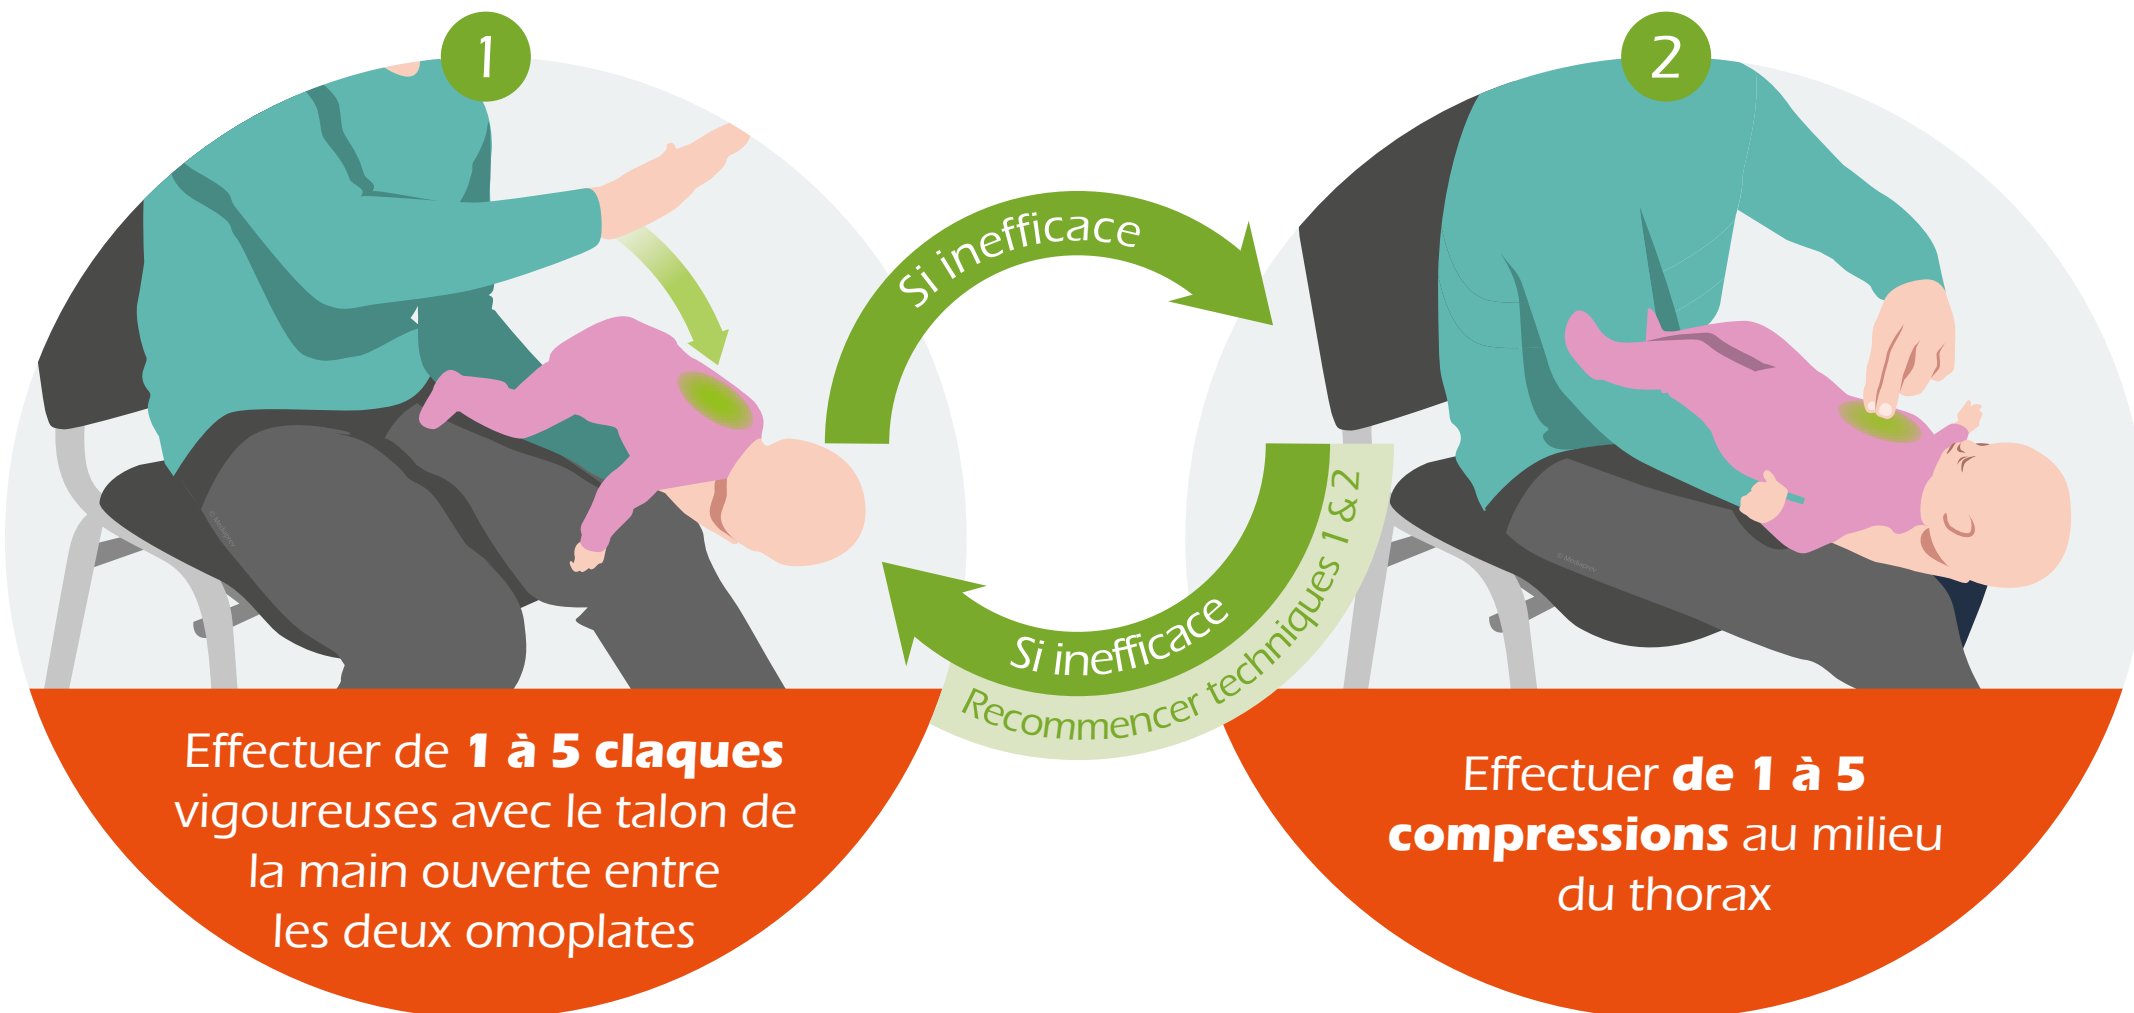 1
Effectuer de 1 à 5 claques
vigoureuses avec le talon de
la main ouverte entre
les deux omoplates
Si inefficace
2
Effectuer de 1 à 5
compressions au milieu
du thorax
Si inefficace
Recommencer techniques 1 & 2